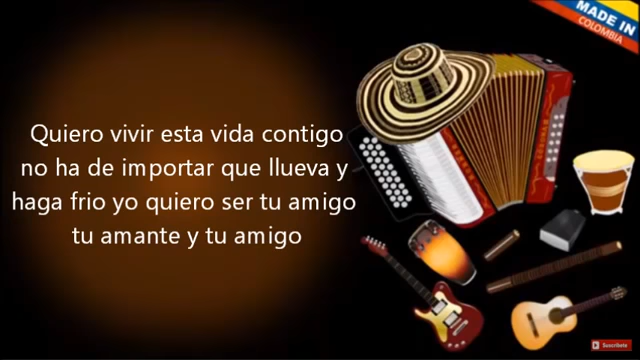 MADE IN
COLOMBIA
Quiero vivir esta vida contigo
no ha de importar que llueva y
haga frio yo quiero ser tu amigo
tu amante y tu amigo
Suscríbete